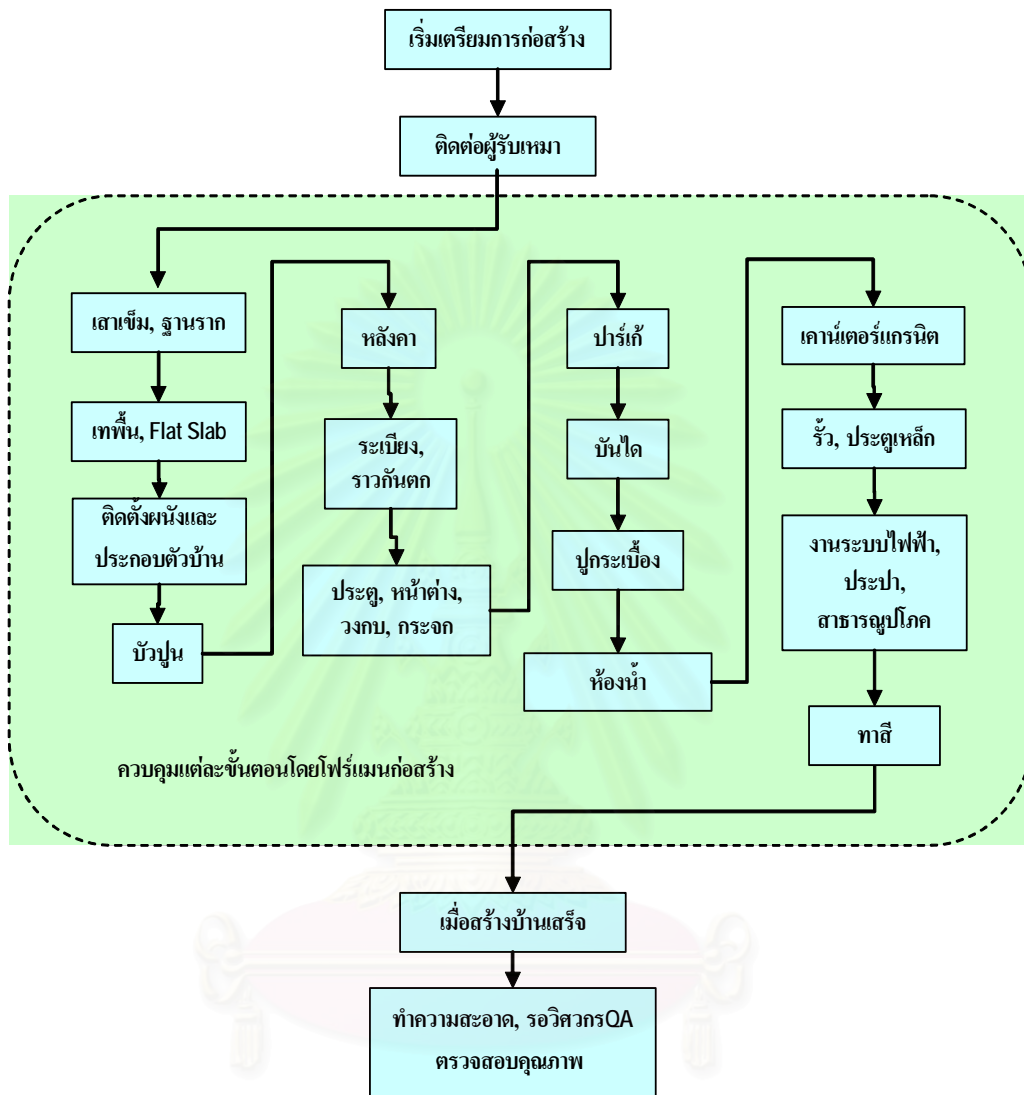 เริ่มเตรียมการก่อสร้าง
ติดต่อผู้รับเหมา
เสาเข็ม, ฐานราก
เทพื้น, Flat Slab
ติดตั้งผนังและ
ประกอบตัวบ้าน
บัวปูน
หลังคา
ระเบียง,
ราวกันตก
ประตู, หน้าต่าง,
วงกบ, กระจก
ปาร์เก้
บันได
ปูกระเบื้อง
ห้องน้ำ
เคาน์เตอร์แกรนิต
รั้ว, ประตูเหล็ก
งานระบบไฟฟ้า,
ประปา,
สาธารณูปโภค
ทาสี
ควบคุมแต่ละขั้นตอนโดยโฟร์แมนก่อสร้าง
เมื่อสร้างบ้านเสร็จ
ทำความสะอาด, รอวิศวกรQA
ตรวจสอบคุณภาพ